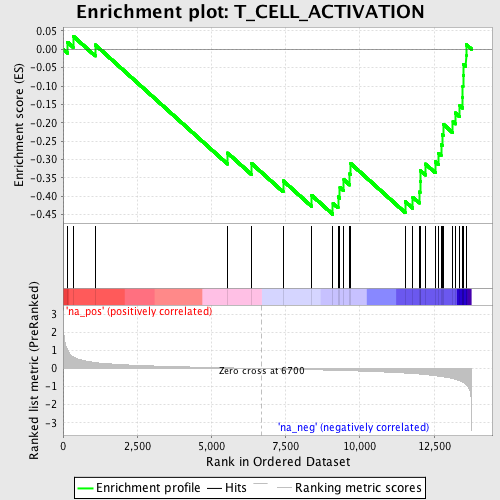 Enrichment plot: T_CELL_ACTIVATION
Enrichment score (ES)
0.05
0.00
-0.05
-0.10
-0.15
-0.20
-0.25
-0.30
-0.35
-0.40
-0.45
'na_pos' (positively correlated)
Ranked list metric (PreRanked)
3
2
1
0
-1
-2
-3
Zero cross at 6700
'na_neg' (negatively correlated)
0
2,500
5,000
7,500
10,000
12,500
Rank in Ordered Dataset
Enrichment profile
Hits
Ranking metric scores